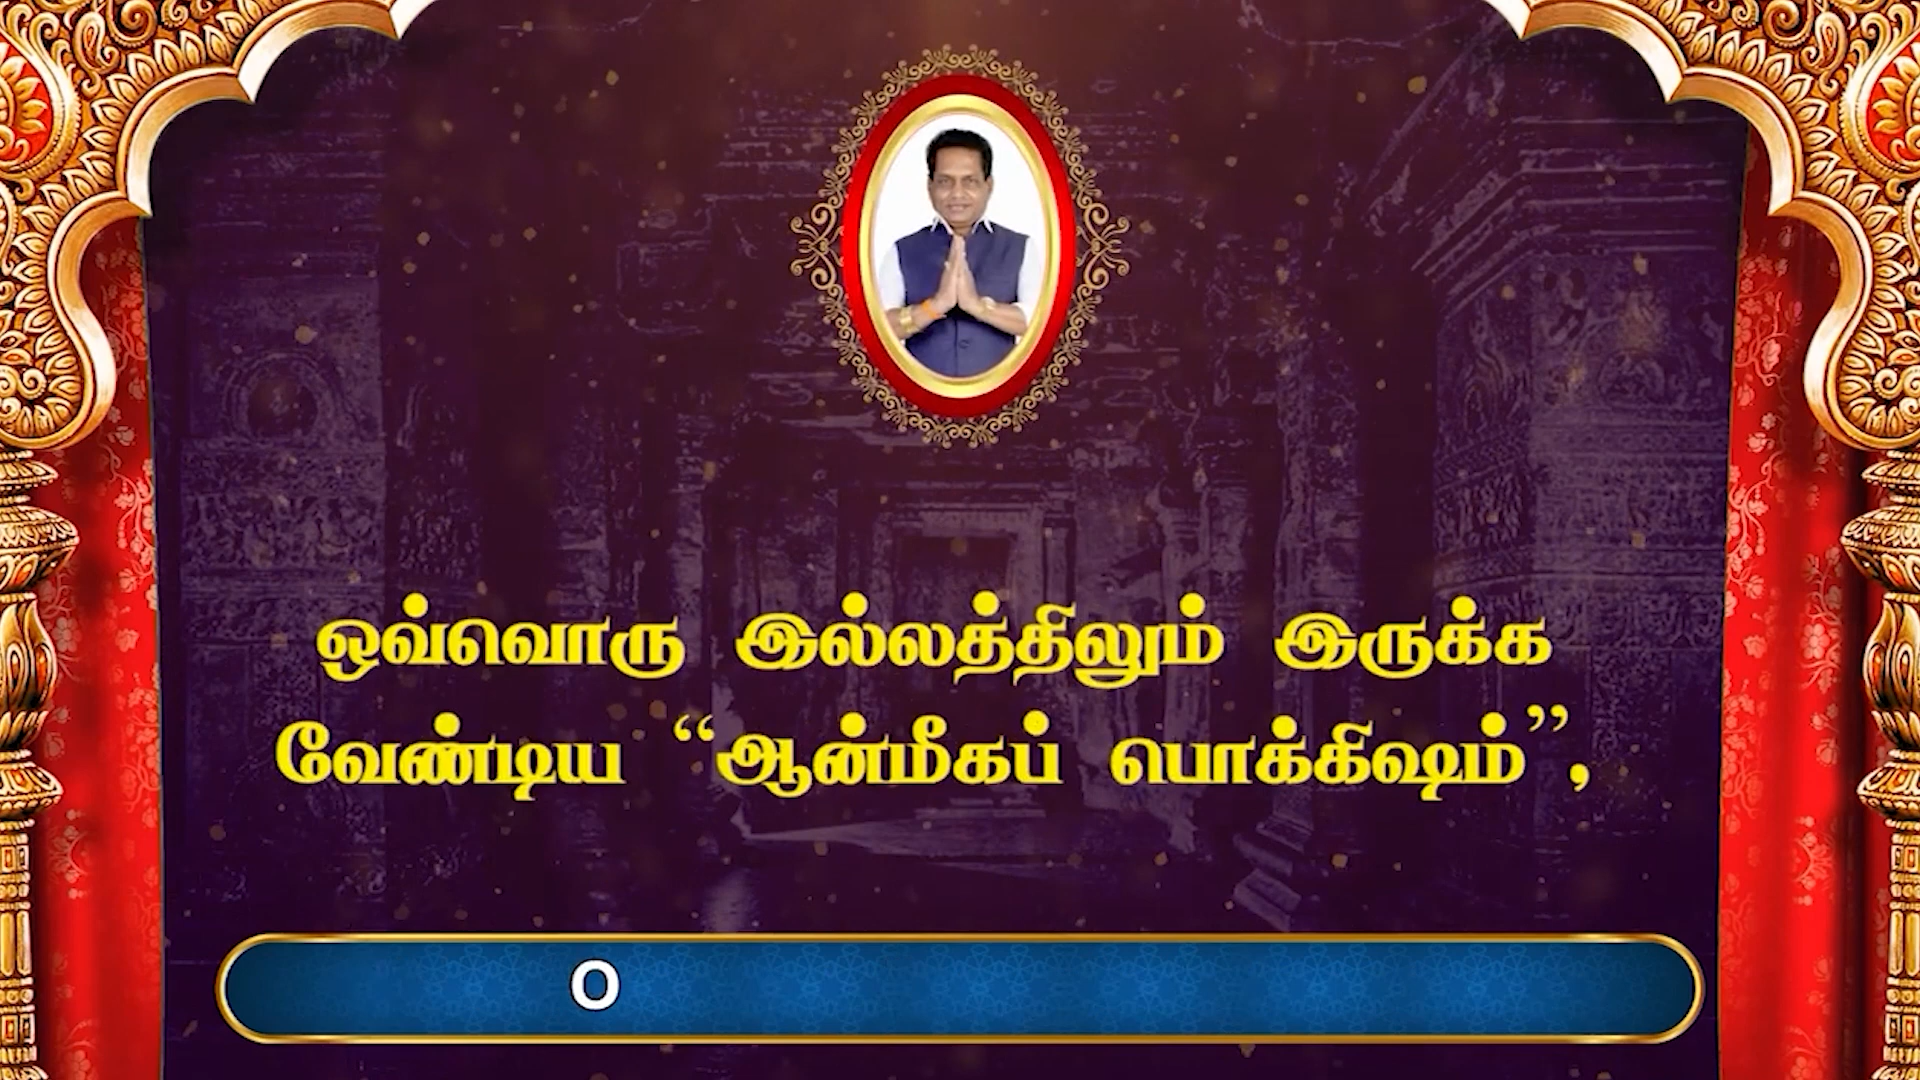 ஒவ்வொரு இல்லத்திலும் இருக்க
வேண்டிய “ஆன்மீகப் பொக்கிஷம்”,
O